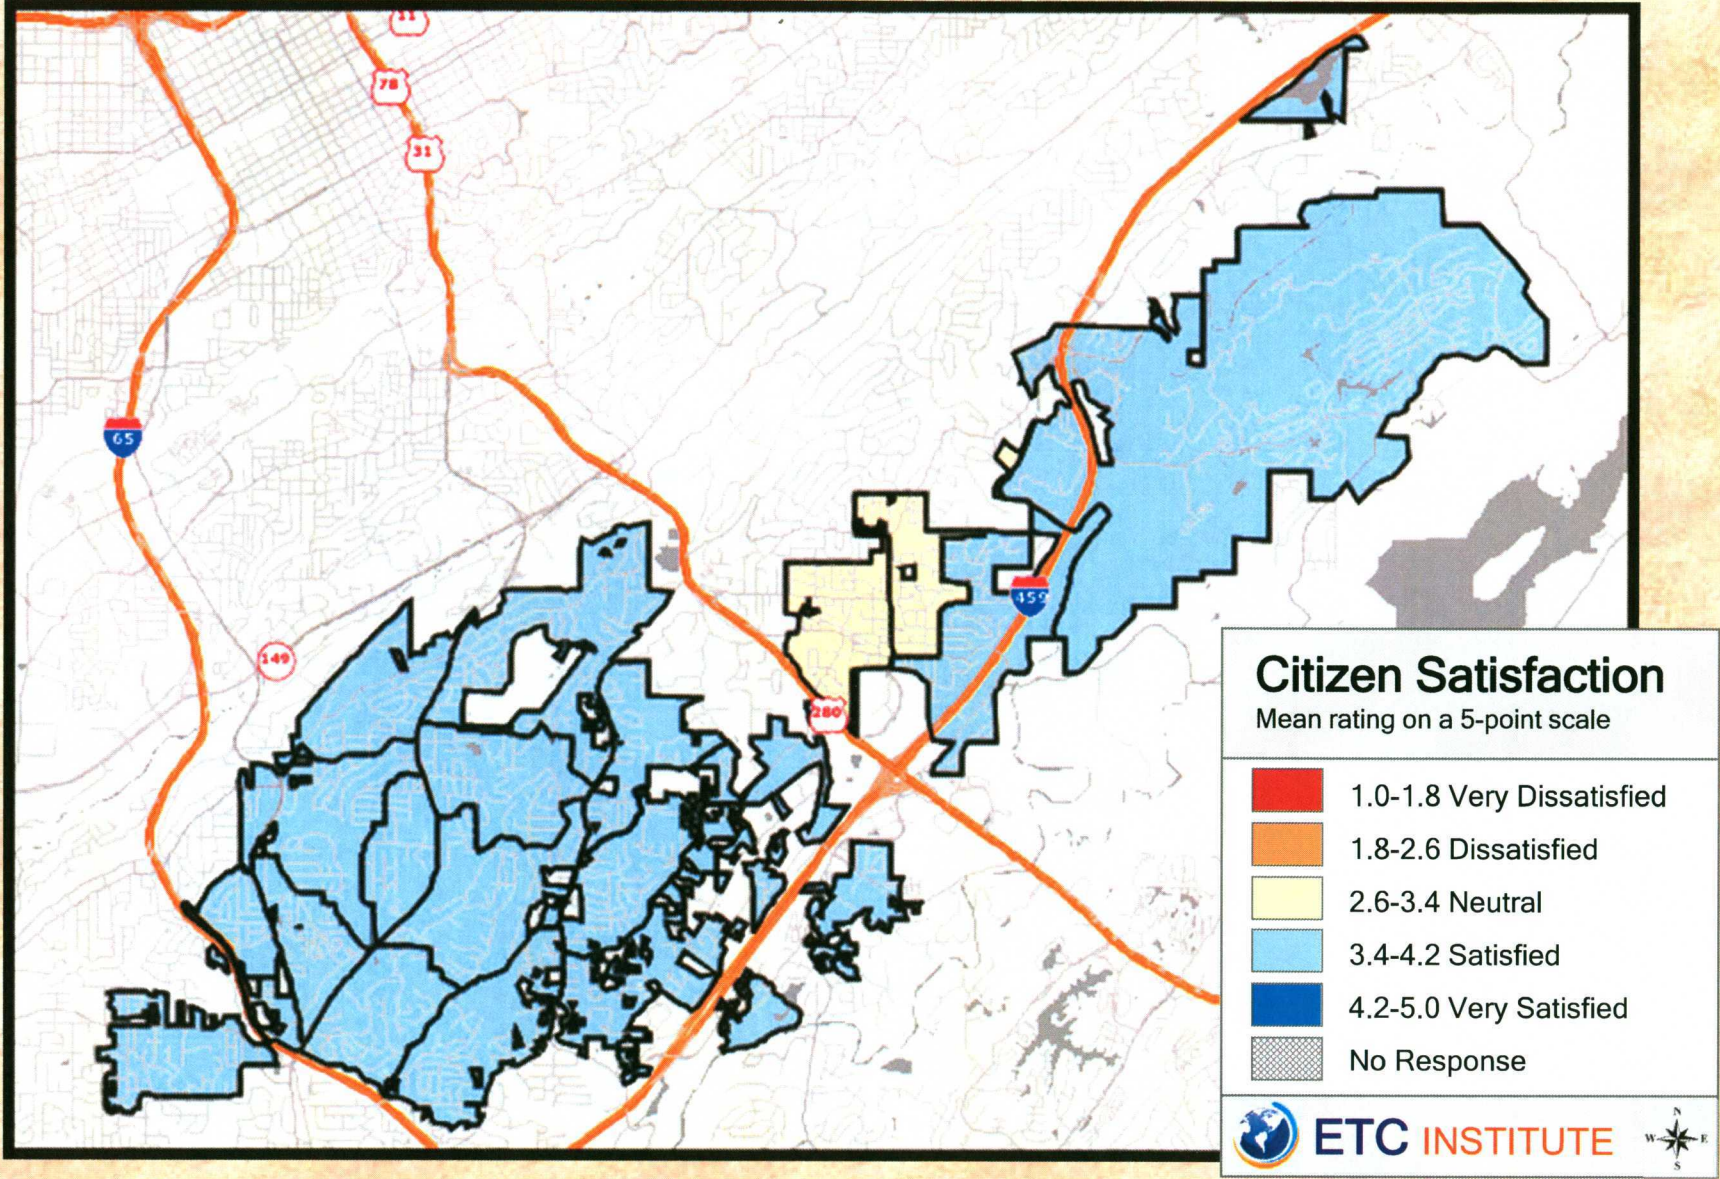 11
78
31
65
149
280
459
Citizen Satisfaction
Mean rating on a 5-point scale
1.0-1.8 Very Dissatisfied
1.8-2.6 Dissatisfied
2.6-3.4 Neutral
3.4-4.2 Satisfied
4.2-5.0 Very Satisfied
No Response
ETC INSTITUTE
N
W E
S